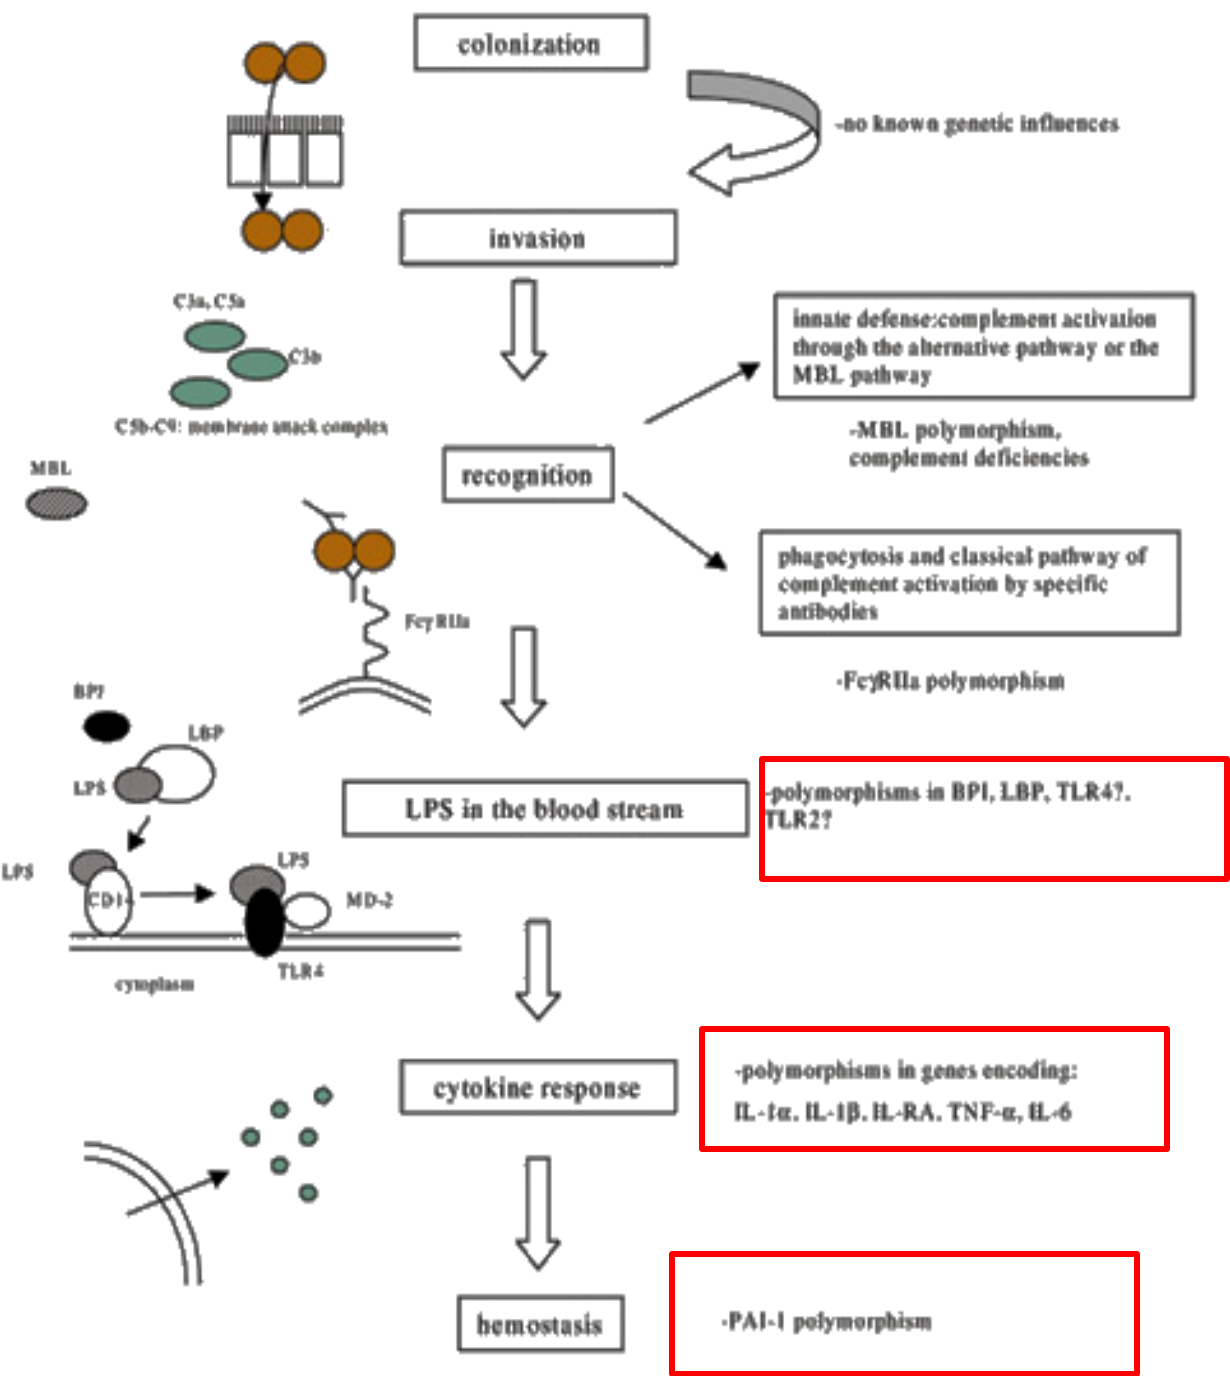 colonization
-no known genetic influences
invasion
C3a, C5a
C3b
C5b-C9: membrane attack complex
innate defense:complement activation
through the alternative pathway or the
MBL pathway
-MBL polymorphism,
complement deficiencies
MBL
recognition
phagocytosis and classical pathway of
complement activation by specific
antibodies
FcγRIIa
-FcγRIIa polymorphism
BPI
LBP
LPS
LPS in the blood stream
-polymorphisms in BPI, LBP, TLR4?.
TLR2?
LPS
CD14
LPS
MD-2
TLR4
cytoplasm
cytokine response
-polymorphisms in genes encoding:
IL-1α. IL-1β. IL-RA. TNF-α, IL-6
hemostasis
-PAI-1 polymorphism